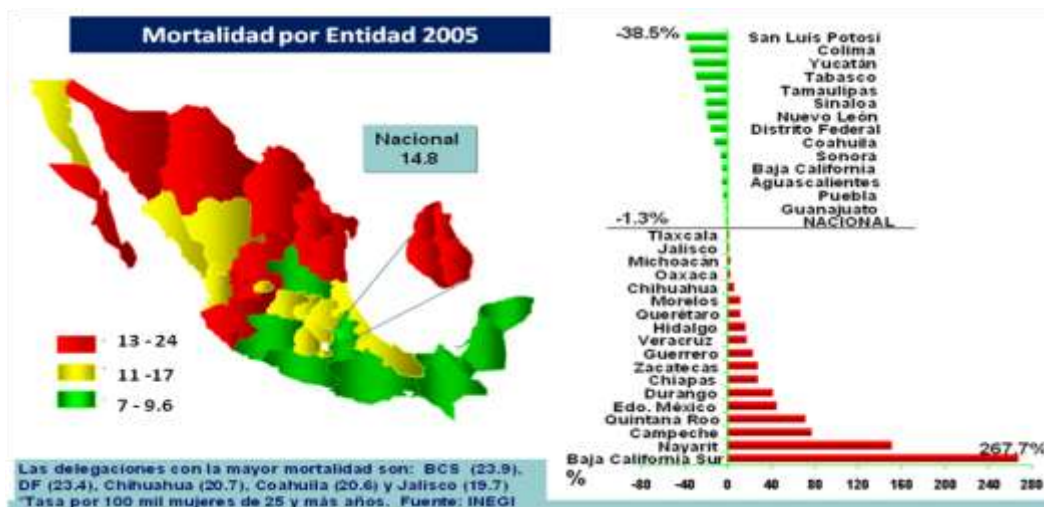 Mortalidad por Entidad 2005
Nacional
14.8
13 - 24
11 -17
7 - 9.6
Las delegaciones con la mayor mortalidad son: BCS (23.9),
DF (23.4), Chihuahua (20.7), Coahuila (20.6) y Jalisco (19.7)
*Tasa por 100 mil mujeres de 25 y más años. Fuente: INEGI
-38.5%
San Luis Potosí
Colima
Yucatán
Tabasco
Tamaulipas
Sinaloa
Nuevo León
Distrito Federal
Coahuila
Sonora
Baja California
Aguascalientes
Puebla
Guanajuato
-1.3%
NACIONAL
Tlaxcala
Jalisco
Michoacán
Oaxaca
Chihuahua
Morelos
Querétaro
Hidalgo
Veracruz
Guerrero
Zacatecas
Chiapas
Durango
Edo. México
Quintana Roo
Campeche
Nayarit
267.7%
Baja California Sur
%
-80 -40 0 40 80 120 160 200 240 280